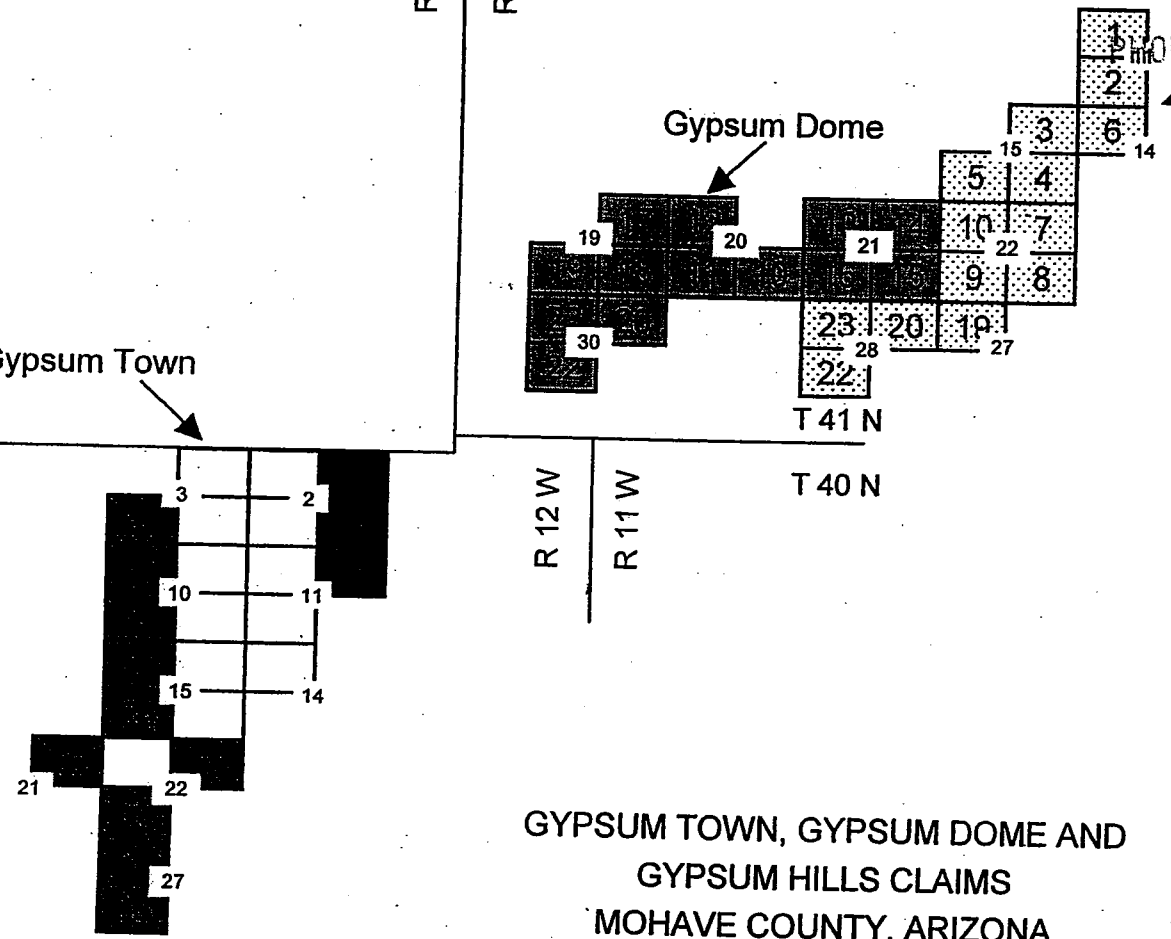 R
R
1
2
3
6
15
14
5
4
10
7
22
9
8
Gypsum Dome
19
20
21
30
23
20
19
28
27
22
T 41 N
T 40 N
R 12 W
R 11 W
Gypsum Town
3
2
10
11
15
14
21
22
27
GYPSUM TOWN, GYPSUM DOME AND
GYPSUM HILLS CLAIMS
MOHAVE COUNTY, ARIZONA